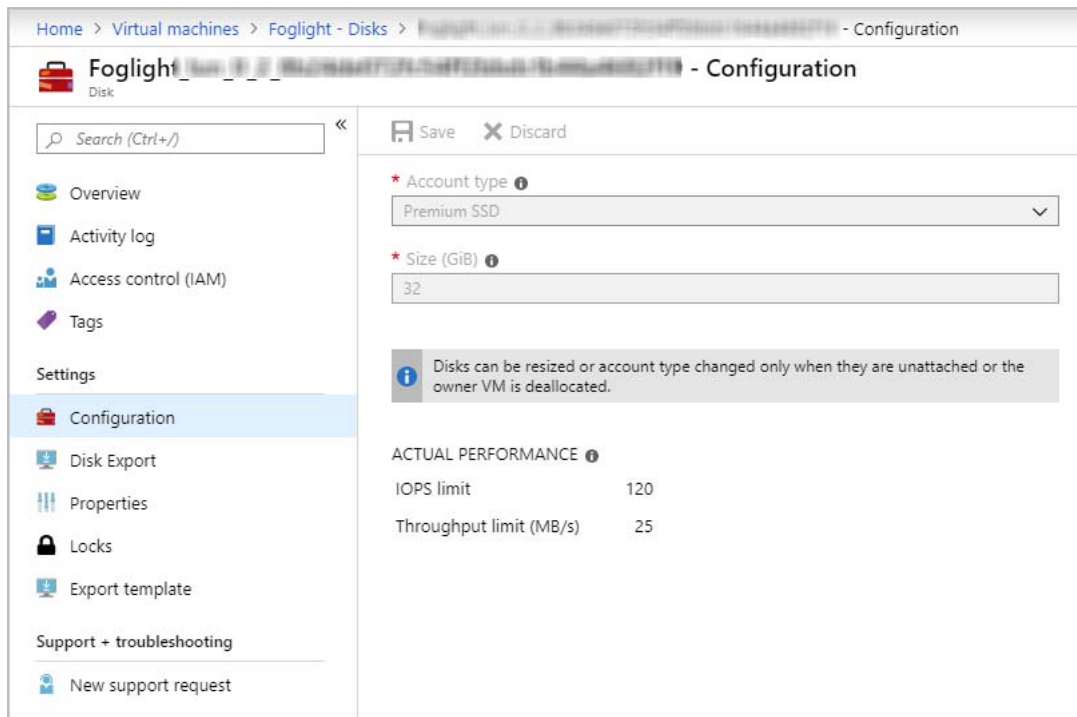 Home > Virtual machines > Foglight - Disks > - Configuration
Foglight - Configuration
Disk
«
Search (Ctrl+/)
Save Discard
Overview
Activity log
Access control (IAM)
Tags
Settings
Configuration
Disk Export
Properties
Locks
Export template
Support + troubleshooting
New support request
* Account type
Premium SSD
* Size (GiB)
32
Disks can be resized or account type changed only when they are unattached or the
owner VM is deallocated.
ACTUAL PERFORMANCE
IOPS limit 120
Throughput limit (MB/s) 25